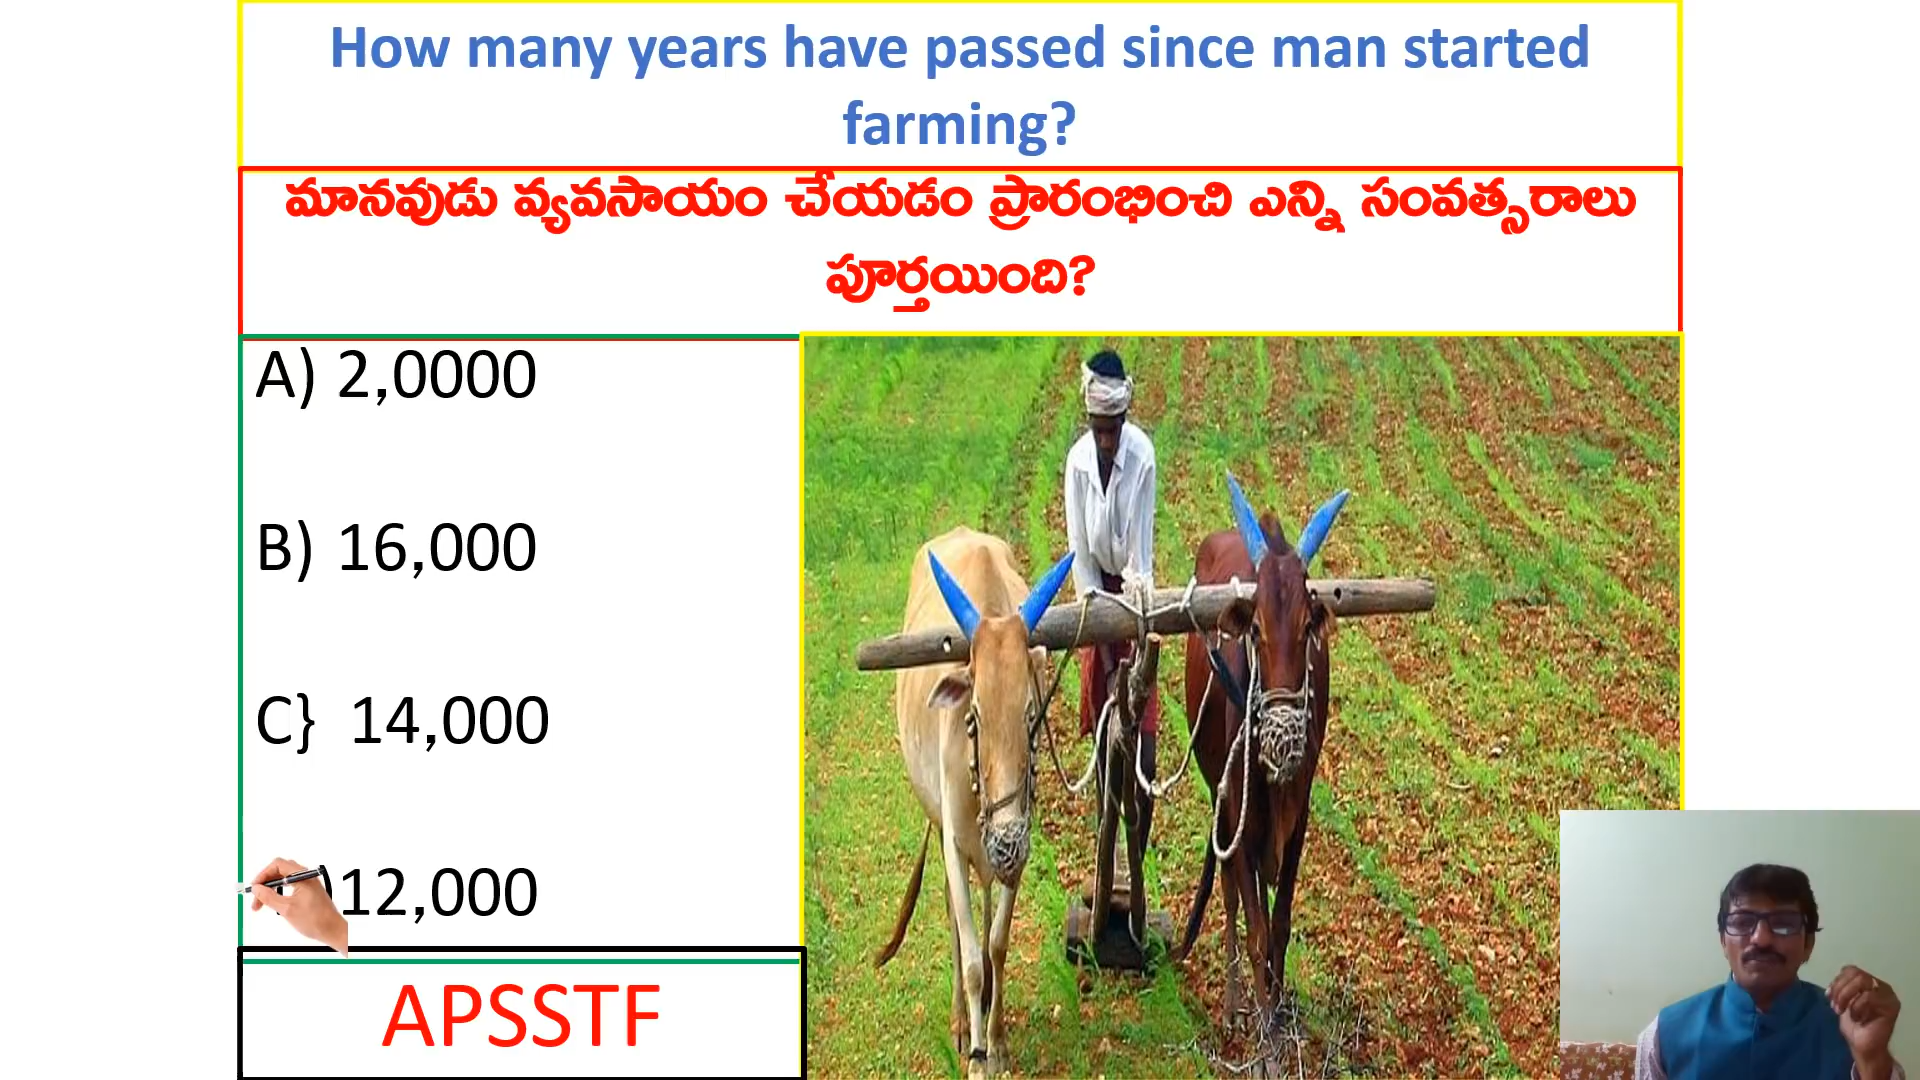 How many years have passed since man started
farming?
మానవుడు వ్యవసాయం చేయడం ప్రారంభించి ఎన్ని సంవత్సరాలు
పూర్తయింది?
A) 2,0000
B) 16,000
C} 14,000
)12,000
APSSTF